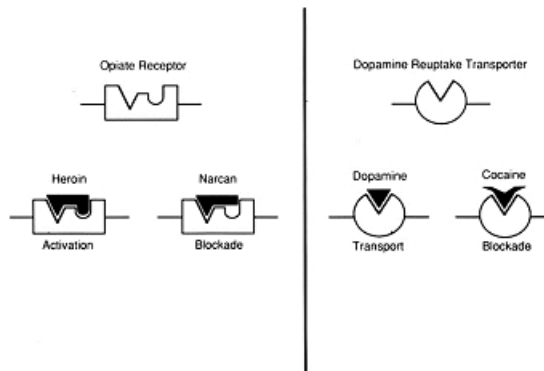 Opiate Receptor
Heroin
Narcan
Activation
Blockade
Dopamine Reuptake Transporter
Dopamine
Cocaine
Transport
Blockade